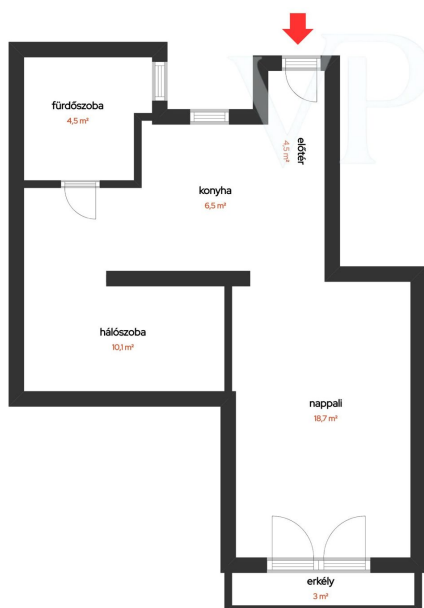 VP
fürdőszoba
4,5 m²
előtér
4,5 m²
konyha
6,5 m²
hálószoba
10,1 m²
nappali
18,7 m²
erkély
3 m²